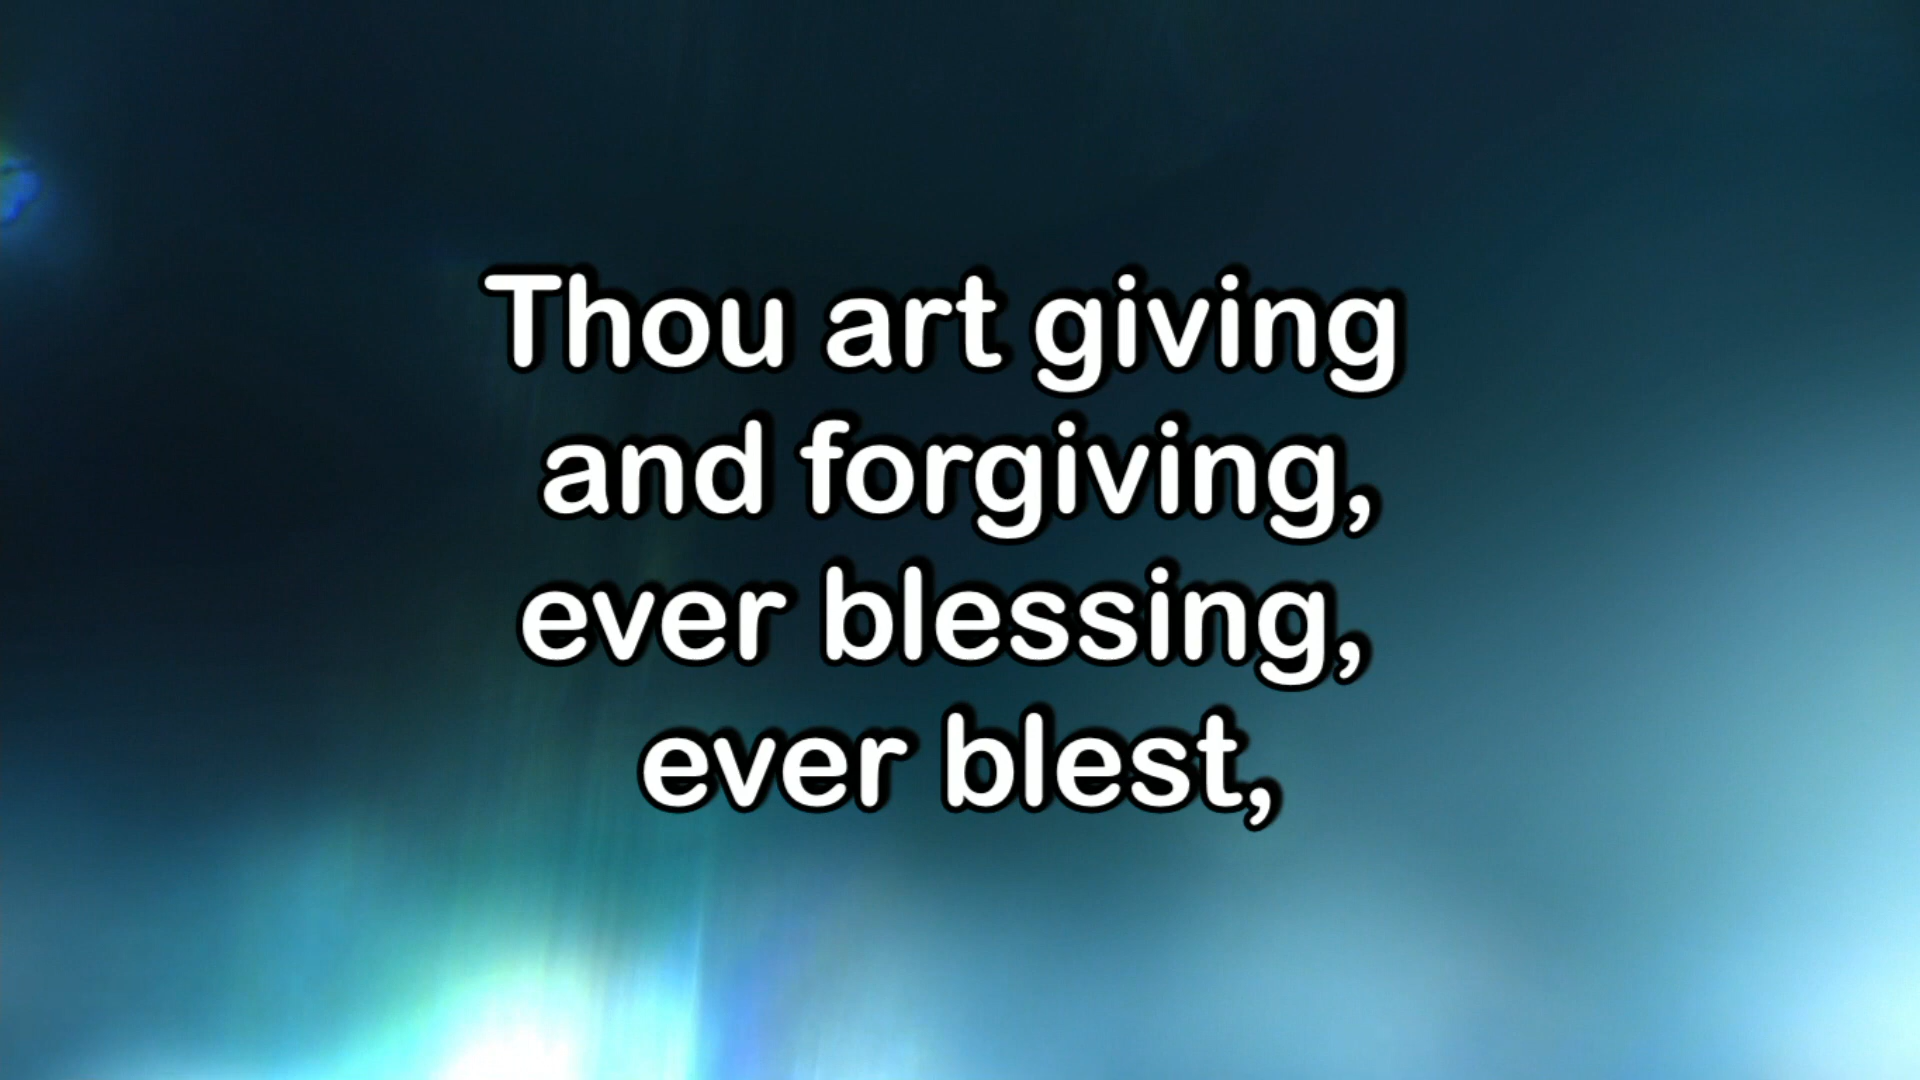 Thou art giving
and forgiving,
ever blessing,
ever blest,